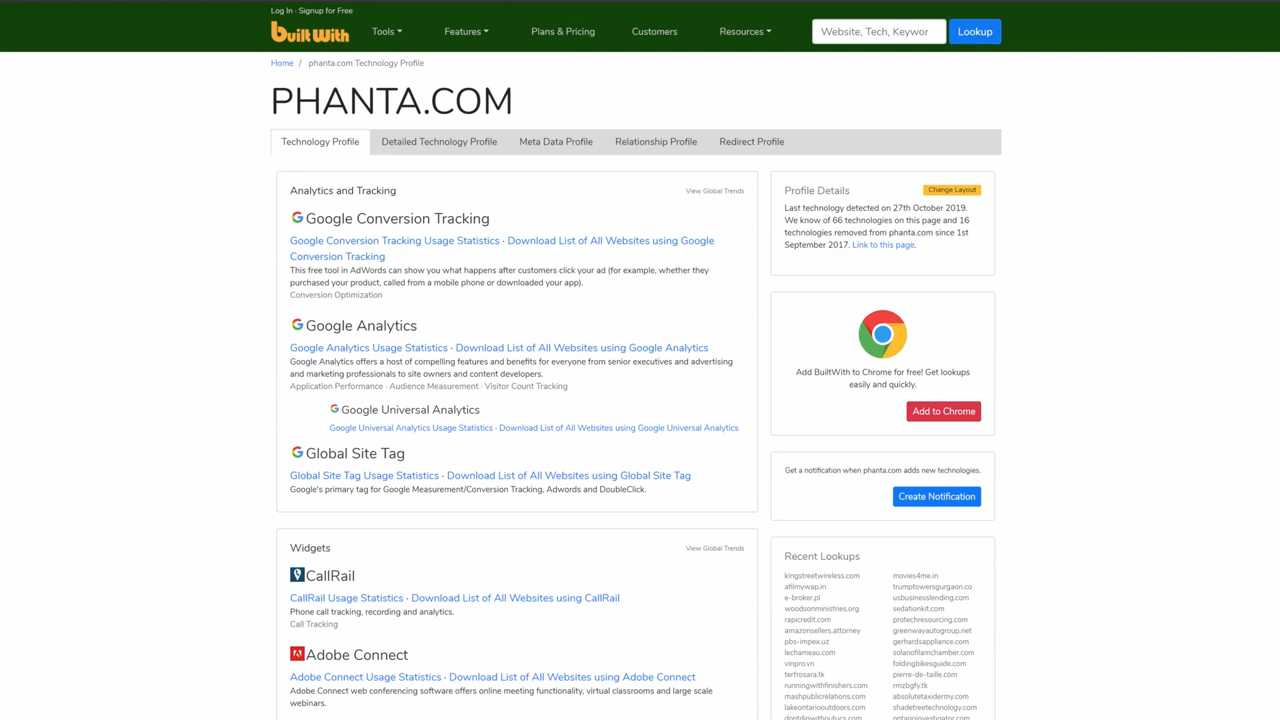 Log In · Signup for Free
builtwith
Tools
Features
Plans & Pricing
Customers
Resources
Website, Tech, Keywor
Lookup
Home / phanta.com Technology Profile
PHANTA.COM
Technology Profile
Detailed Technology Profile
Meta Data Profile
Relationship Profile
Redirect Profile
Analytics and Tracking
View Global Trends
Google Conversion Tracking
Google Conversion Tracking Usage Statistics · Download List of All Websites using Google
Conversion Tracking
This free tool in AdWords can show you what happens after customers click your ad (for example, whether they
purchased your product, called from a mobile phone or downloaded your app).
Conversion Optimization
Google Analytics
Google Analytics Usage Statistics · Download List of All Websites using Google Analytics
Google Analytics offers a host of compelling features and benefits for everyone from senior executives and advertising
and marketing professionals to site owners and content developers.
Application Performance · Audience Measurement · Visitor Count Tracking
Google Universal Analytics
Google Universal Analytics Usage Statistics · Download List of All Websites using Google Universal Analytics
Global Site Tag
Global Site Tag Usage Statistics · Download List of All Websites using Global Site Tag
Google's primary tag for Google Measurement/Conversion Tracking, Adwords and DoubleClick.
Widgets
View Global Trends
CallRail
CallRail Usage Statistics · Download List of All Websites using CallRail
Phone call tracking, recording and analytics.
Call Tracking
Adobe Connect
Adobe Connect Usage Statistics · Download List of All Websites using Adobe Connect
Adobe Connect web conferencing software offers online meeting functionality, virtual classrooms and large scale
webinars.
Profile Details
Change Layout
Last technology detected on 27th October 2019.
We know of 66 technologies on this page and 16
technologies removed from phanta.com since 1st
September 2017. Link to this page.
Add BuiltWith to Chrome for free! Get lookups
easily and quickly.
Add to Chrome
Get a notification when phanta.com adds new technologies.
Create Notification
Recent Lookups
kingstreetwireless.com
afilmywap.in
e-broker.pl
woodsonministries.org
rapicredit.com
amazonsellers.attorney
pbs-impex.uz
lechameau.com
vinpro.vn
terfrosara.tk
runningwithfinishers.com
mashpublicrelations.com
lakeontariooutdoors.com
dontdigwithoutucs.com
movies4me.in
trumptowersgurgaon.co
usbusinesslending.com
sedationkit.com
protechresourcing.com
greenwayautogroup.net
gerhardsappliance.com
solanofilamchamber.com
foldingbikesguide.com
pierre-de-taille.com
rmzbgfy.tk
absolutetaxidermy.com
shadetreetechnology.com
ontarioinvestigator.com